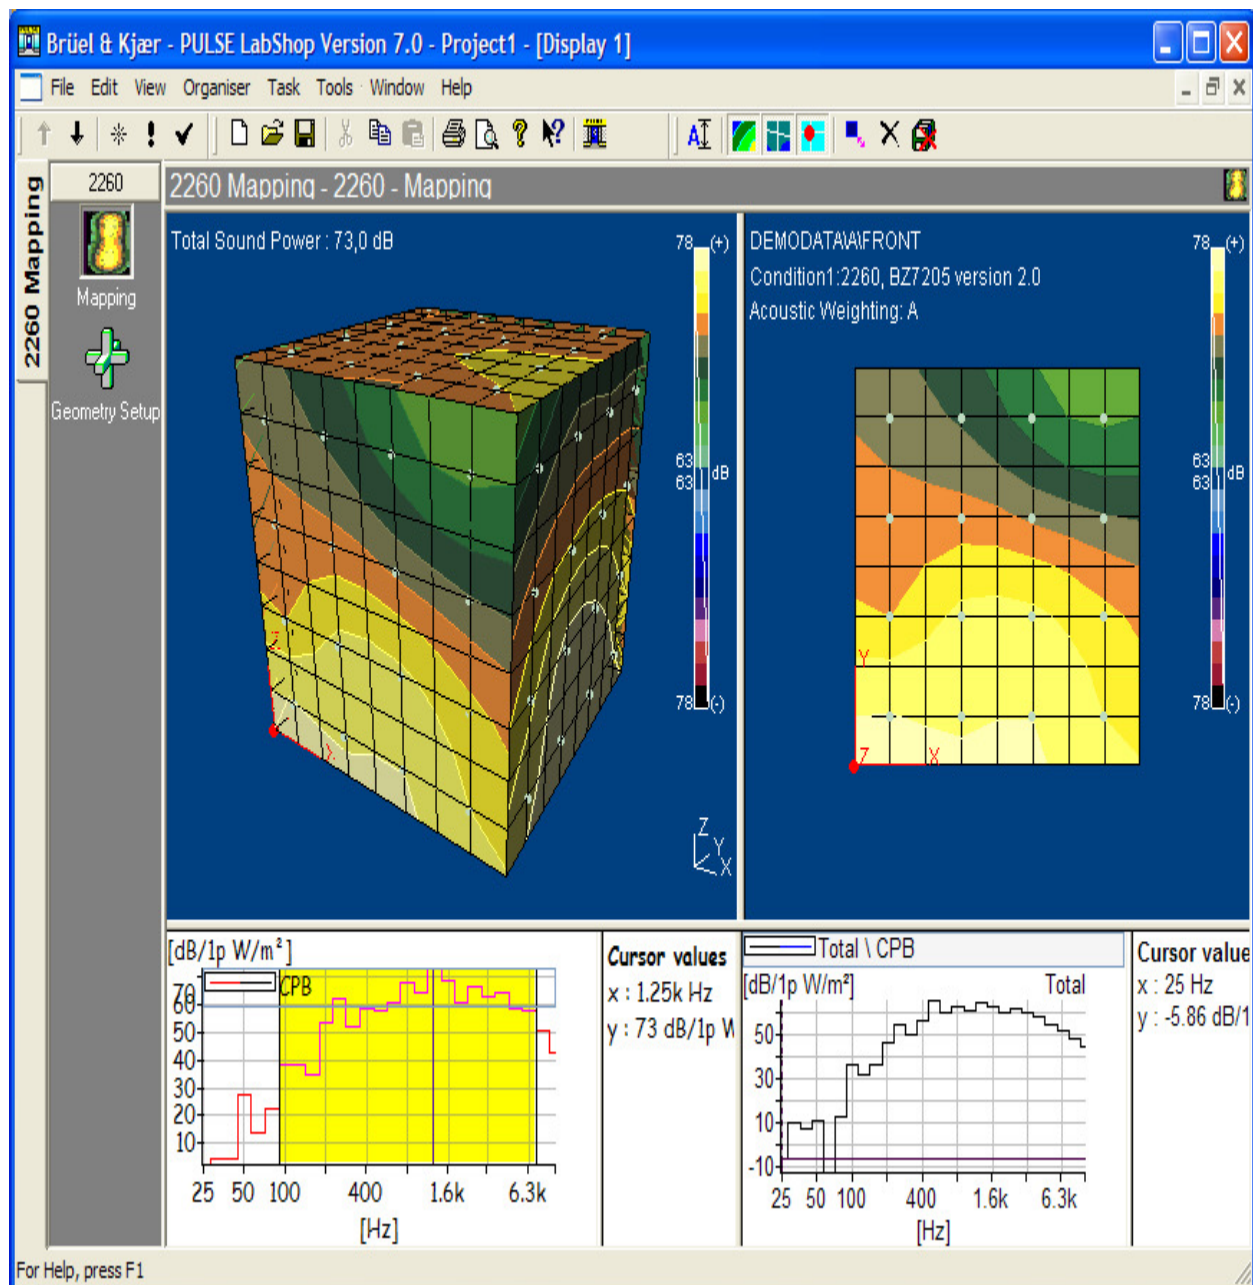 Brüel & Kjær - PULSE LabShop Version 7.0 - Project1 - [Display 1]
File Edit View Organiser Task Tools Window Help
2260 Mapping
2260
Mapping
Geometry Setup
2260 Mapping - 2260 - Mapping
Total Sound Power : 73,0 dB
78 (+)
63
63 dB
78 (-)
Z
X
Z
Y
X
DEMODATA\A\FRONT
Condition1:2260, BZ7205 version 2.0
Acoustic Weighting: A
78 (+)
63
63 dB
78 (-)
Y
Z X
[dB/1p W/m²]
CPB
70
60
50
40
30
20
10
25 50 100 400 1.6k 6.3k
[Hz]
Cursor values
x : 1.25k Hz
y : 73 dB/1p W
Total \ CPB
[dB/1p W/m²] Total
50
30
10
-10
25 50 100 400 1.6k 6.3k
[Hz]
Cursor value
x : 25 Hz
y : -5.86 dB/1
For Help, press F1